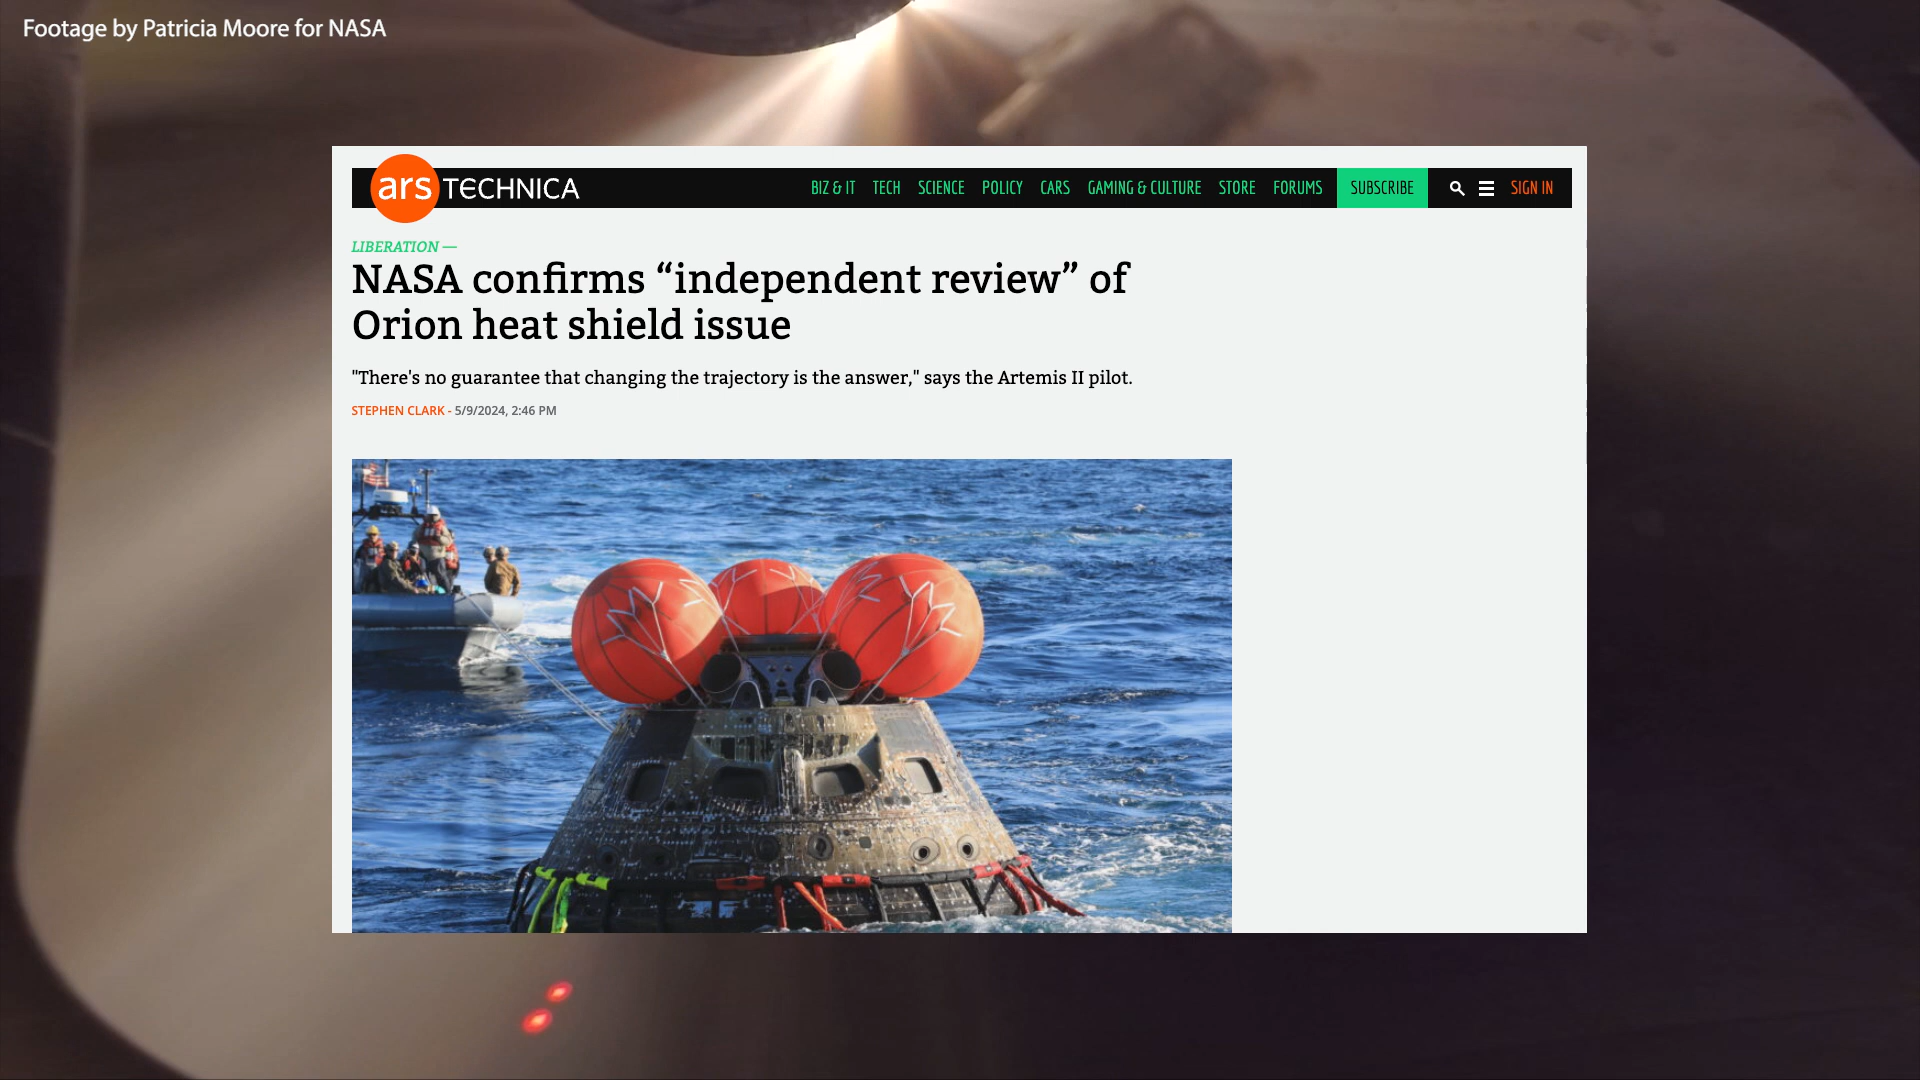 Footage by Patricia Moore for NASA
ars TECHNICA
BIZ & IT TECH SCIENCE POLICY CARS GAMING & CULTURE STORE FORUMS SUBSCRIBE SIGN IN
LIBERATION —
NASA confirms “independent review” of
Orion heat shield issue
"There's no guarantee that changing the trajectory is the answer," says the Artemis II pilot.
STEPHEN CLARK - 5/9/2024, 2:46 PM